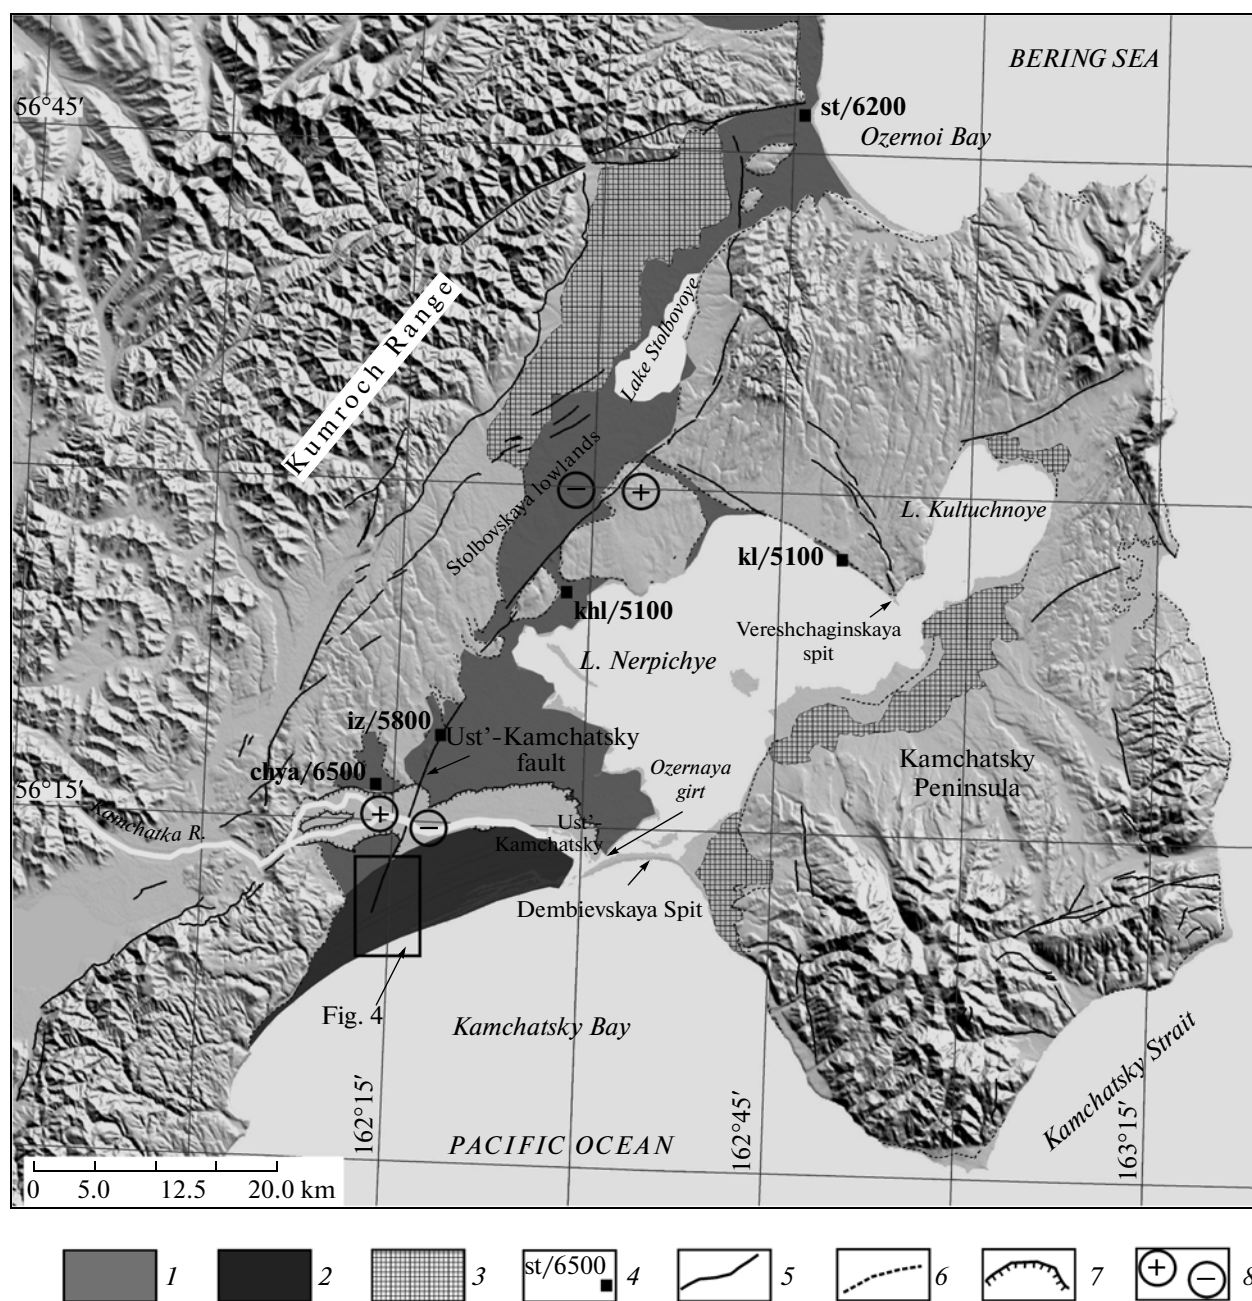 BERING SEA
56°45′
st/6200
Ozernoi Bay
Kumroch Range
Lake Stolbovoye
Stolbovskaya lowlands
−
+
L. Kultuchnoye
kl/5100
khl/5100
Vereshchaginskaya
spit
L. Nerpichye
iz/5800
Ust’-Kamchatsky
fault
chya/6500
Ozernaya
girt
Kamchatsky
Peninsula
56°15′
Kamchatka R.
+
−
Ust’-
Kamchatsky
Dembievskaya Spit
Fig. 4
Kamchatsky Bay
Kamchatsky Strait
162°15′
162°45′
163°15′
PACIFIC OCEAN
0 5.0 12.5 20.0 km
1
2
3
st/6500
4
5
6
7
+
−
8